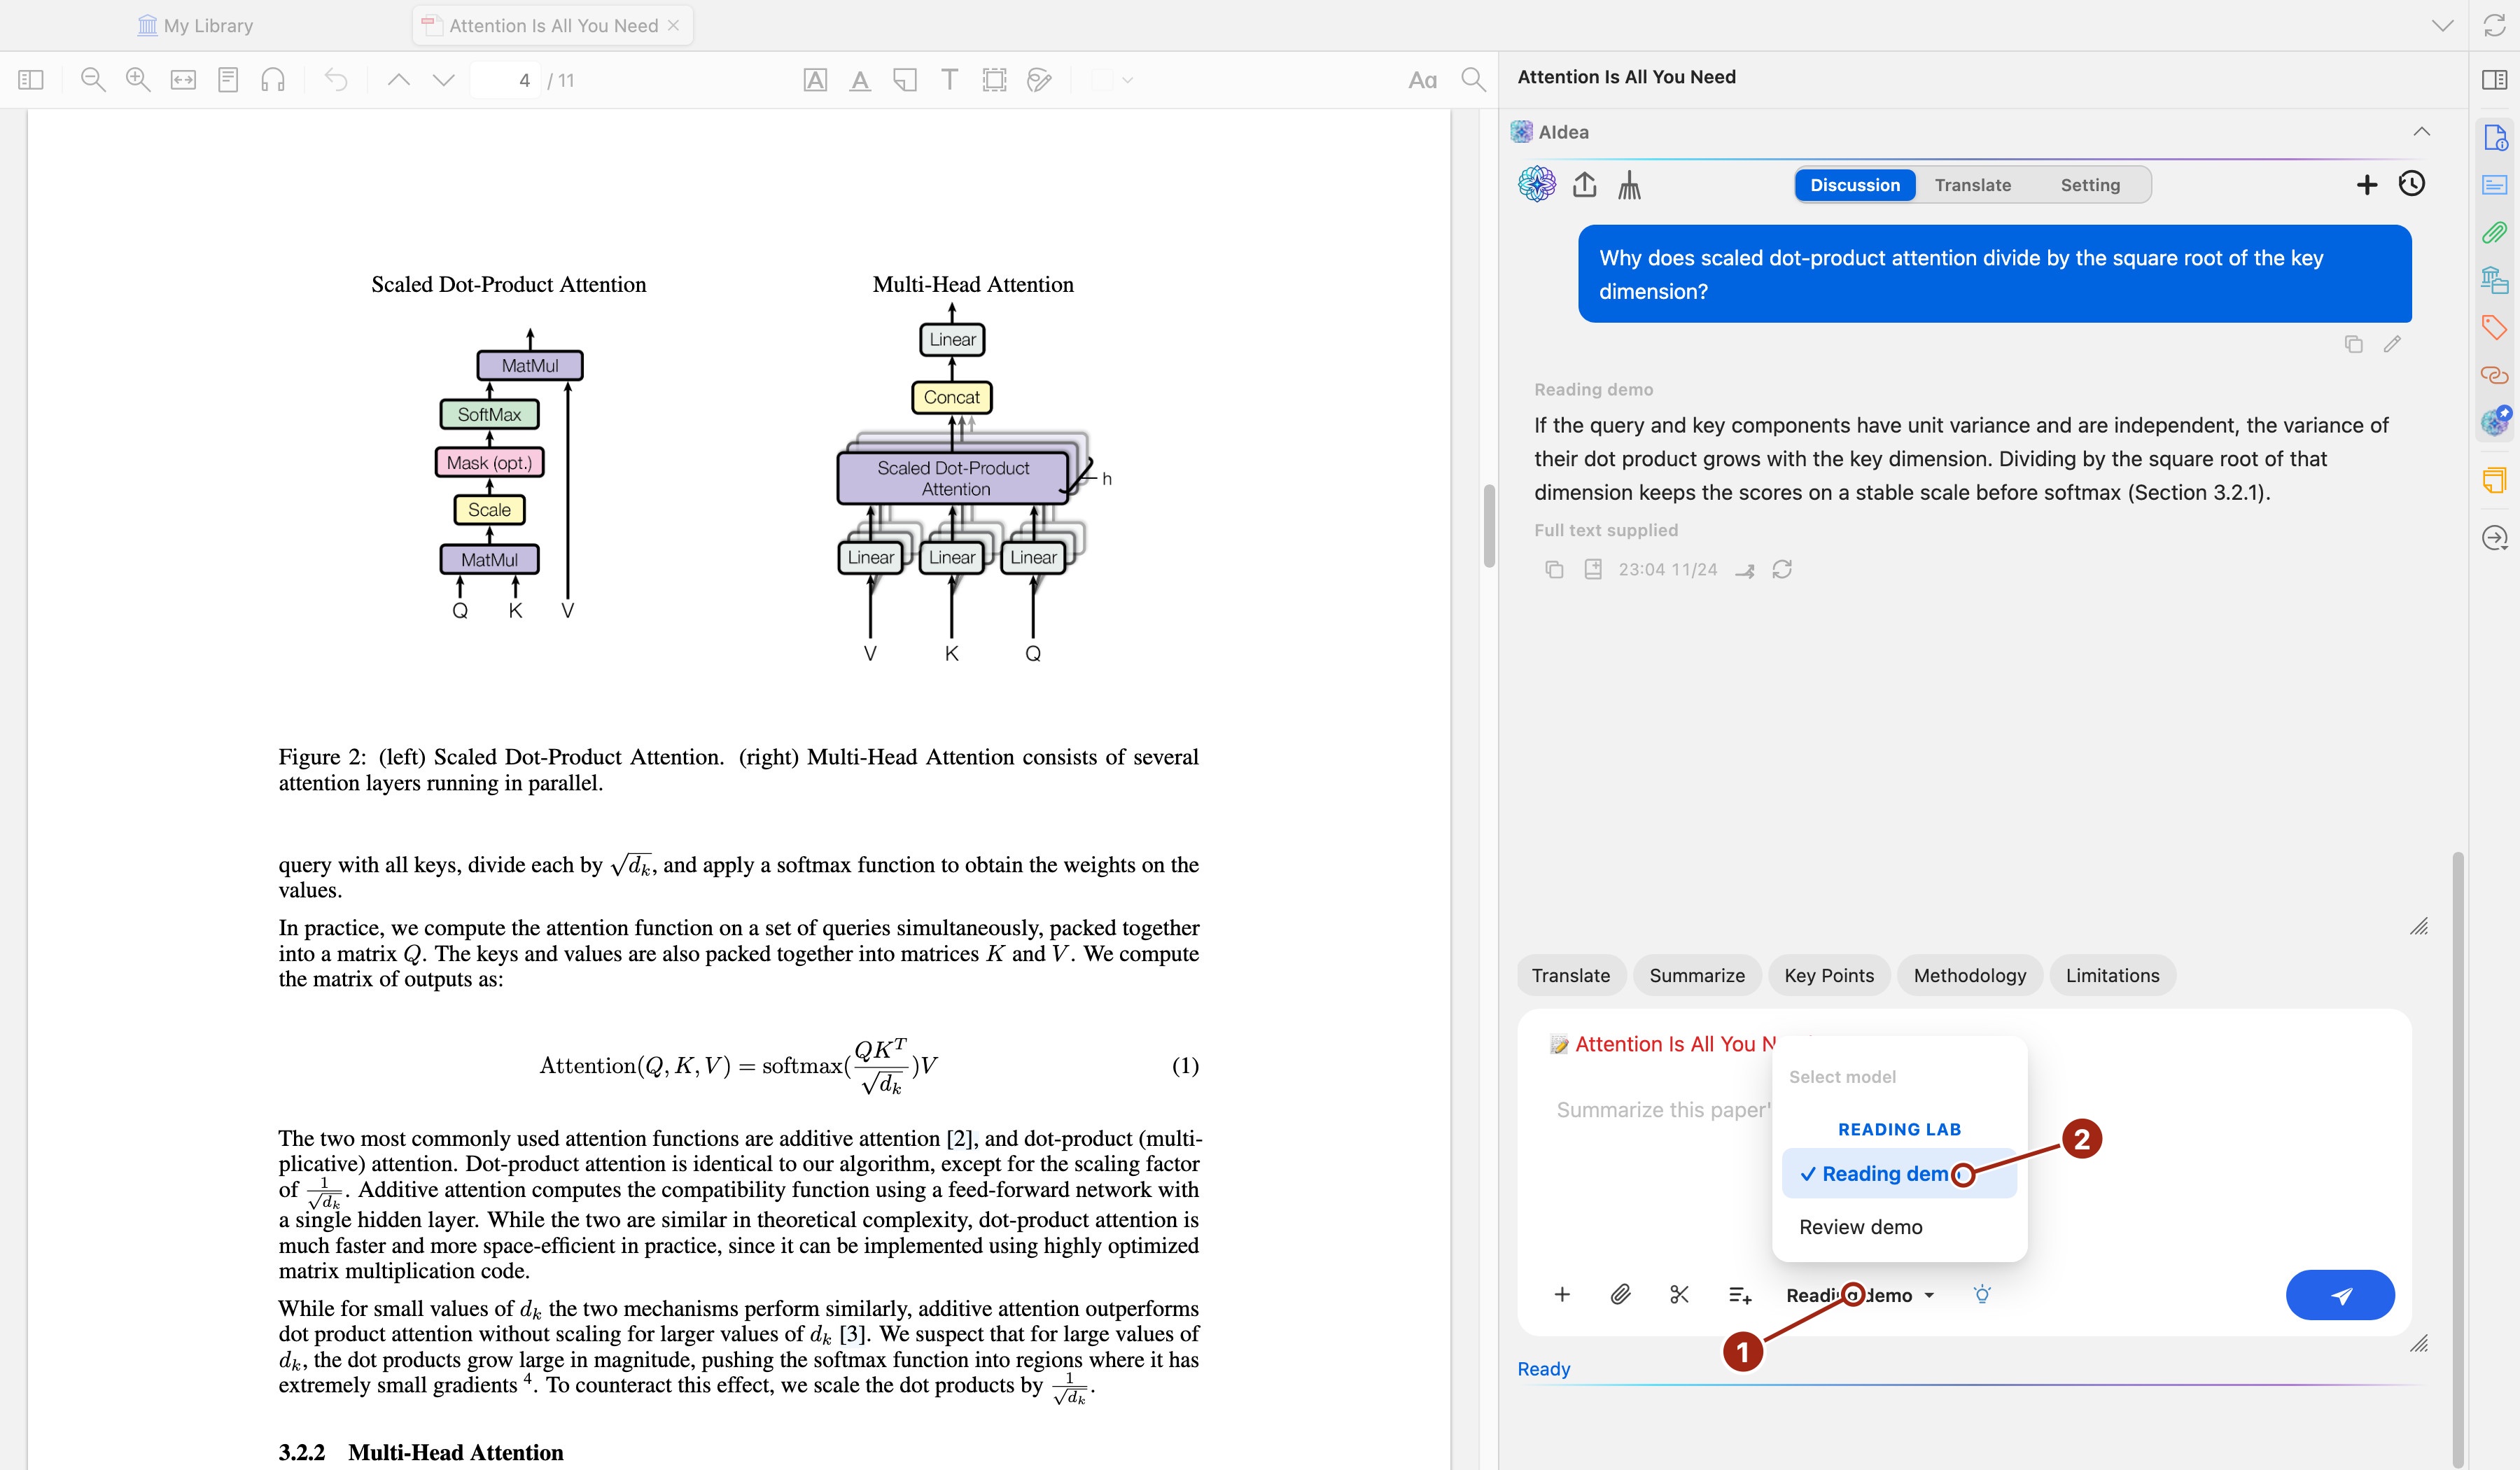 My Library
Attention Is All You Need
4 / 11
Aa
Scaled Dot-Product Attention
MatMul
SoftMax
Mask (opt.)
Scale
MatMul
Q K V
Multi-Head Attention
Linear
Concat
Scaled Dot-Product
Attention
h
Linear Linear Linear
V K Q
Figure 2: (left) Scaled Dot-Product Attention. (right) Multi-Head Attention consists of several
attention layers running in parallel.
query with all keys, divide each by √dk, and apply a softmax function to obtain the weights on the
values.
In practice, we compute the attention function on a set of queries simultaneously, packed together
into a matrix Q. The keys and values are also packed together into matrices K and V. We compute
the matrix of outputs as:
Attention(Q, K, V) = softmax(QK^T/√dk)V (1)
The two most commonly used attention functions are additive attention [2], and dot-product (multi-
plicative) attention. Dot-product attention is identical to our algorithm, except for the scaling factor
of 1/√dk. Additive attention computes the compatibility function using a feed-forward network with
a single hidden layer. While the two are similar in theoretical complexity, dot-product attention is
much faster and more space-efficient in practice, since it can be implemented using highly optimized
matrix multiplication code.
While for small values of dk the two mechanisms perform similarly, additive attention outperforms
dot product attention without scaling for larger values of dk [3]. We suspect that for large values of
dk, the dot products grow large in magnitude, pushing the softmax function into regions where it has
extremely small gradients 4. To counteract this effect, we scale the dot products by 1/√dk.
3.2.2 Multi-Head Attention
Attention Is All You Need
AIdea
Discussion Translate Setting
Why does scaled dot-product attention divide by the square root of the key
dimension?
Reading demo
If the query and key components have unit variance and are independent, the variance of
their dot product grows with the key dimension. Dividing by the square root of that
dimension keeps the scores on a stable scale before softmax (Section 3.2.1).
Full text supplied
23:04 11/24
Translate Summarize Key Points Methodology Limitations
Attention Is All You N
Summarize this paper'
Select model
READING LAB
✓ Reading dem
2
Review demo
Reading demo
1
Ready